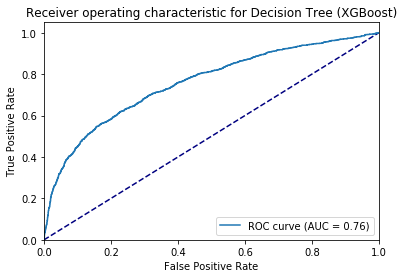 Receiver operating characteristic for Decision Tree (XGBoost)
1.0
0.8
0.6
0.4
0.2
0.0
True Positive Rate
ROC curve (AUC = 0.76)
0.0 0.2 0.4 0.6 0.8 1.0
False Positive Rate